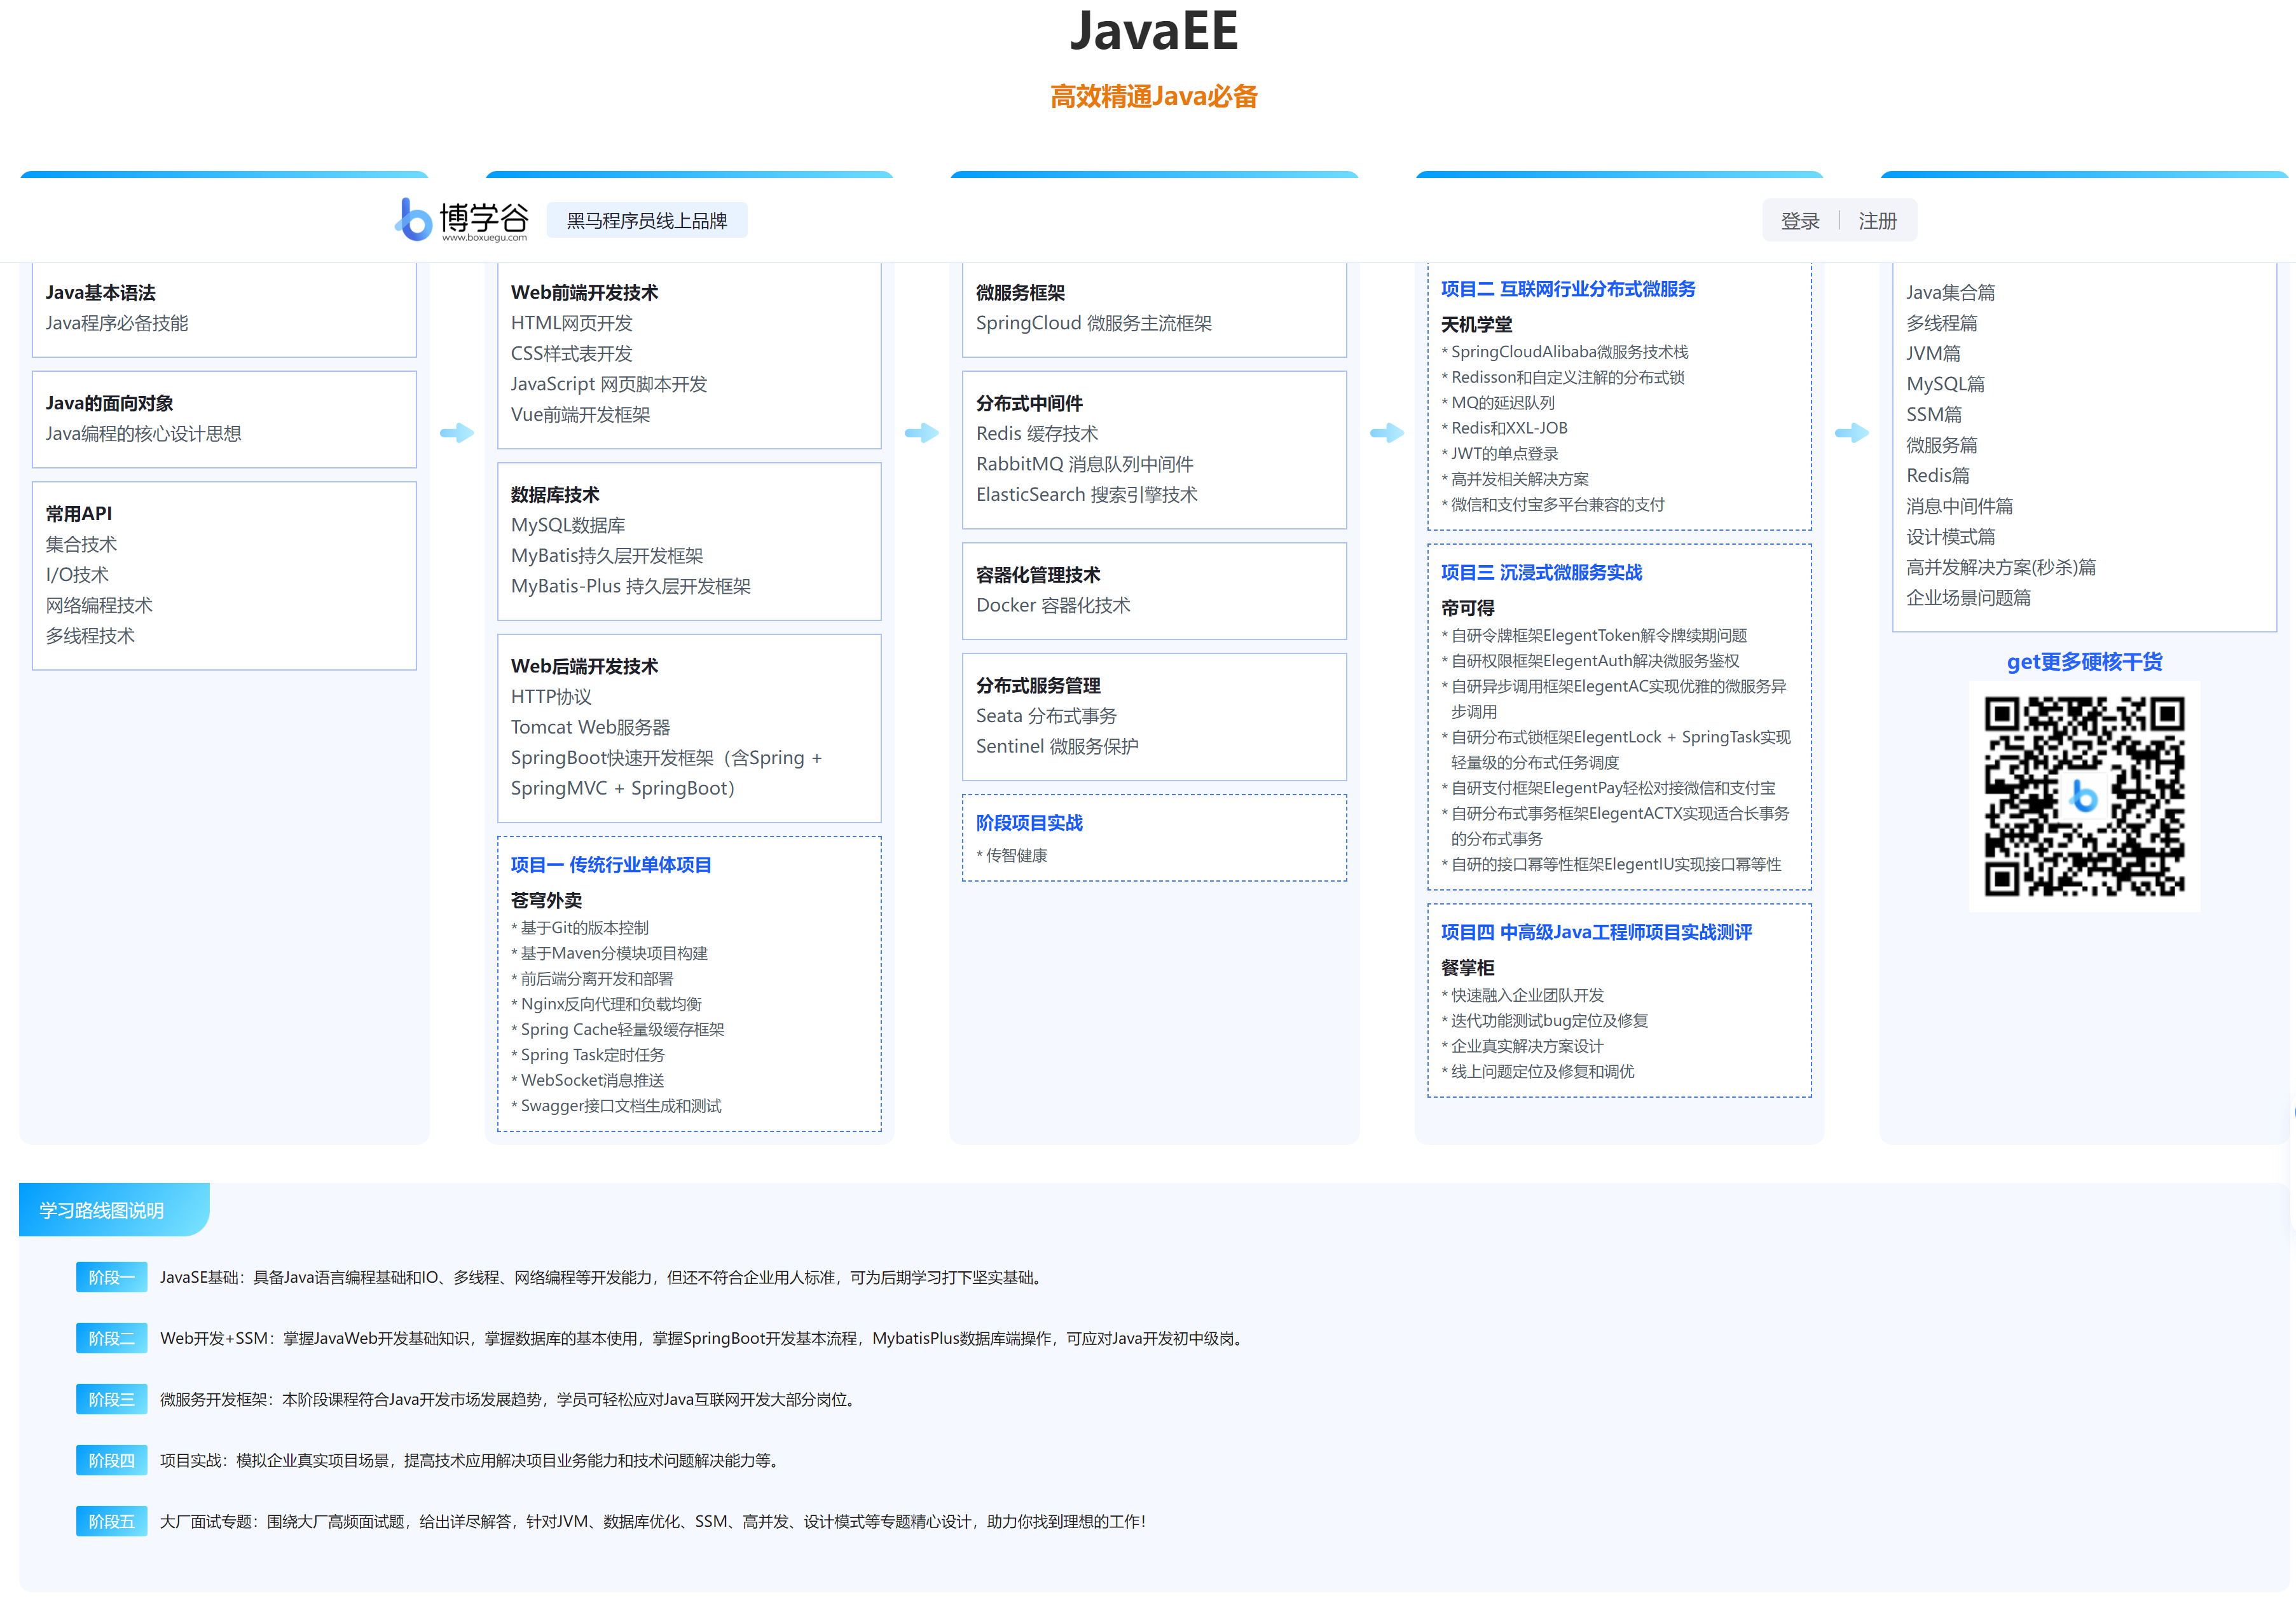 JavaEE
高效精通Java必备
博学谷
www.boxuegu.com
黑马程序员线上品牌
登录
注册
Java基本语法
Java程序必备技能
Java的面向对象
Java编程的核心设计思想
常用API
集合技术
I/O技术
网络编程技术
多线程技术
Web前端开发技术
HTML网页开发
CSS样式表开发
JavaScript 网页脚本开发
Vue前端开发框架
数据库技术
MySQL数据库
MyBatis持久层开发框架
MyBatis-Plus 持久层开发框架
Web后端开发技术
HTTP协议
Tomcat Web服务器
SpringBoot快速开发框架（含Spring +
SpringMVC + SpringBoot）
项目一 传统行业单体项目
苍穹外卖
* 基于Git的版本控制
* 基于Maven分模块项目构建
* 前后端分离开发和部署
* Nginx反向代理和负载均衡
* Spring Cache轻量级缓存框架
* Spring Task定时任务
* WebSocket消息推送
* Swagger接口文档生成和测试
微服务框架
SpringCloud 微服务主流框架
分布式中间件
Redis 缓存技术
RabbitMQ 消息队列中间件
ElasticSearch 搜索引擎技术
容器化管理技术
Docker 容器化技术
分布式服务管理
Seata 分布式事务
Sentinel 微服务保护
阶段项目实战
* 传智健康
项目二 互联网行业分布式微服务
天机学堂
* SpringCloudAlibaba微服务技术栈
* Redisson和自定义注解的分布式锁
* MQ的延迟队列
* Redis和XXL-JOB
* JWT的单点登录
* 高并发相关解决方案
* 微信和支付宝多平台兼容的支付
项目三 沉浸式微服务实战
帝可得
* 自研令牌框架ElegentToken解令牌续期问题
* 自研权限框架ElegentAuth解决微服务鉴权
* 自研异步调用框架ElegentAC实现优雅的微服务异
步调用
* 自研分布式锁框架ElegentLock + SpringTask实现
轻量级的分布式任务调度
* 自研支付框架ElegentPay轻松对接微信和支付宝
* 自研分布式事务框架ElegentACTX实现适合长事务
的分布式事务
* 自研的接口幂等性框架ElegentIU实现接口幂等性
项目四 中高级Java工程师项目实战测评
餐掌柜
* 快速融入企业团队开发
* 迭代功能测试bug定位及修复
* 企业真实解决方案设计
* 线上问题定位及修复和调优
Java集合篇
多线程篇
JVM篇
MySQL篇
SSM篇
微服务篇
Redis篇
消息中间件篇
设计模式篇
高并发解决方案(秒杀)篇
企业场景问题篇
get更多硬核干货
学习路线图说明
阶段一 JavaSE基础：具备Java语言编程基础和IO、多线程、网络编程等开发能力，但还不符合企业用人标准，可为后期学习打下坚实基础。
阶段二 Web开发+SSM：掌握JavaWeb开发基础知识，掌握数据库的基本使用，掌握SpringBoot开发基本流程，MybatisPlus数据库端操作，可应对Java开发初中级岗。
阶段三 微服务开发框架：本阶段课程符合Java开发市场发展趋势，学员可轻松应对Java互联网开发大部分岗位。
阶段四 项目实战：模拟企业真实项目场景，提高技术应用解决项目业务能力和技术问题解决能力等。
阶段五 大厂面试专题：围绕大厂高频面试题，给出详尽解答，针对JVM、数据库优化、SSM、高并发、设计模式等专题精心设计，助力你找到理想的工作！